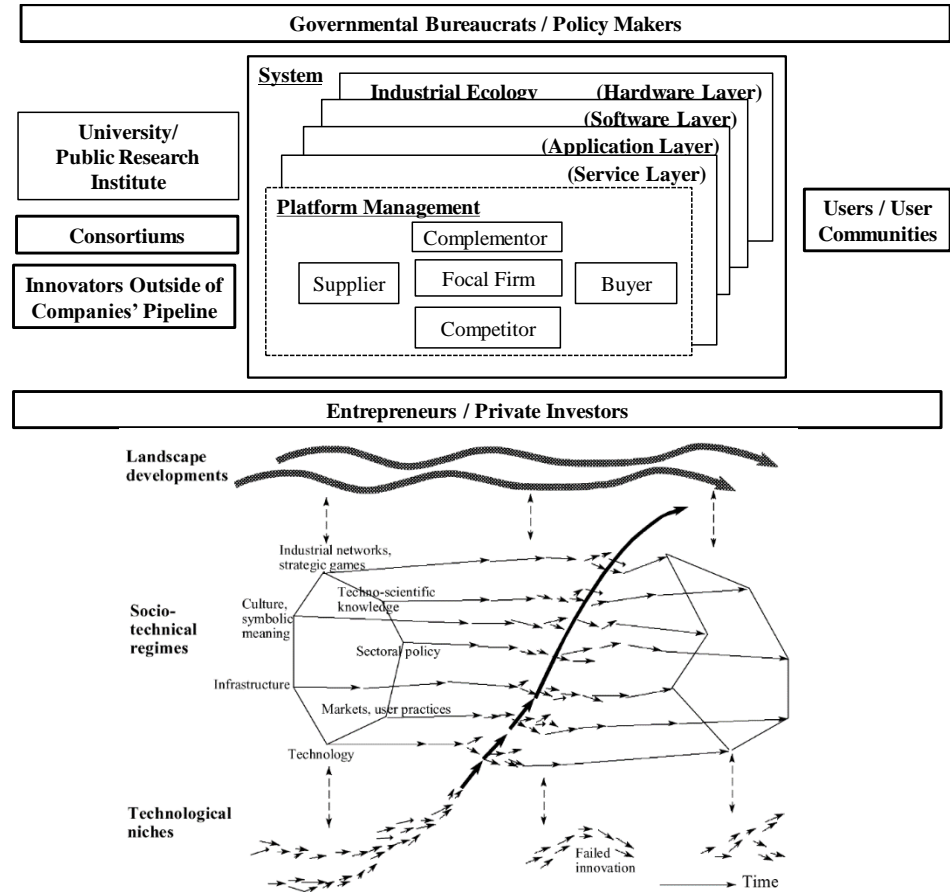 Governmental Bureaucrats / Policy Makers
System
Industrial Ecology (Hardware Layer)
(Software Layer)
(Application Layer)
(Service Layer)
University/
Public Research
Institute
Consortiums
Innovators Outside of
Companies’ Pipeline
Platform Management
Complementor
Supplier
Focal Firm
Buyer
Competitor
Users / User
Communities
Entrepreneurs / Private Investors
Landscape
developments
Industrial networks,
strategic games
Techno-scientific
knowledge
Culture,
symbolic
meaning
Socio-
technical
regimes
Sectoral policy
Infrastructure
Markets, user practices
Technology
Technological
niches
Failed
innovation
Time